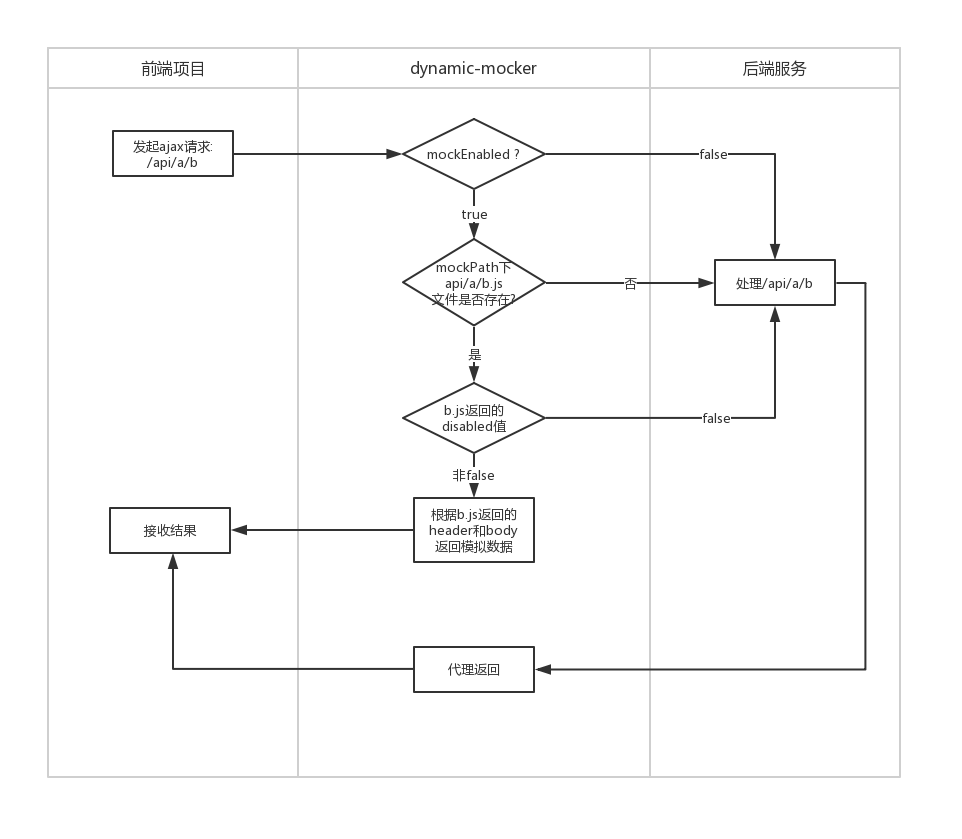 前端项目
dynamic-mocker
后端服务
发起ajax请求:
/api/a/b
mockEnabled ?
false
true
mockPath下
api/a/b.js
文件是否存在?
否
处理/api/a/b
是
b.js返回的
disabled值
false
非false
根据b.js返回的
header和body
返回模拟数据
接收结果
代理返回